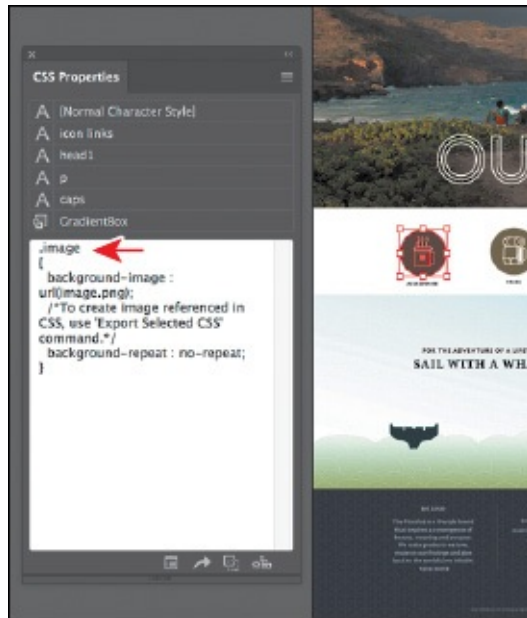 CSS Properties
[Normal Character Style]
icon links
head1
p
caps
GradientBox
.image
{
background-image :
url(image.png);
/*To create image referenced in
CSS, use 'Export Selected CSS'
command.*/
background-repeat : no-repeat;
}
OU
FOR THE ADVENTURE OF A LIFE
SAIL WITH A WHA